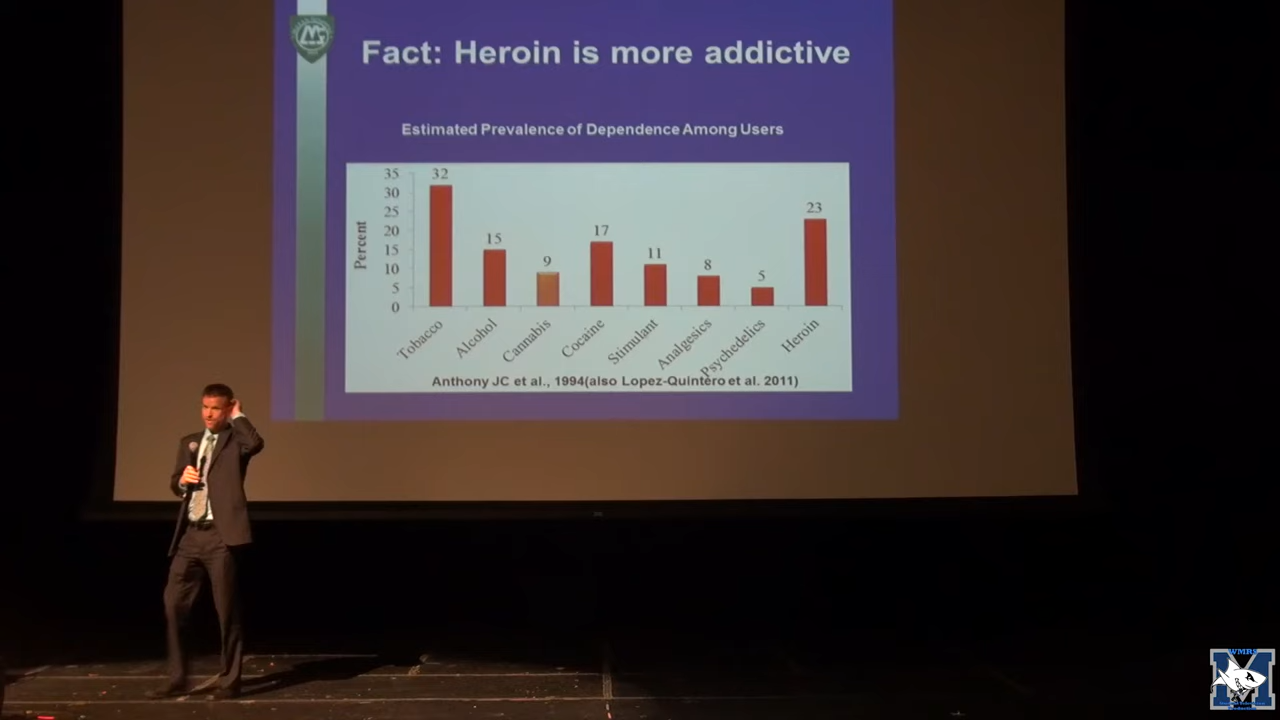 Fact: Heroin is more addictive
Estimated Prevalence of Dependence Among Users
Percent
35
30
25
20
15
10
5
0
32
15
9
17
11
8
5
23
Tobacco
Alcohol
Cannabis
Cocaine
Stimulant
Analgesics
Psychedelics
Heroin
Anthony JC et al., 1994(also Lopez-Quintero et al. 2011)
WMRS
M